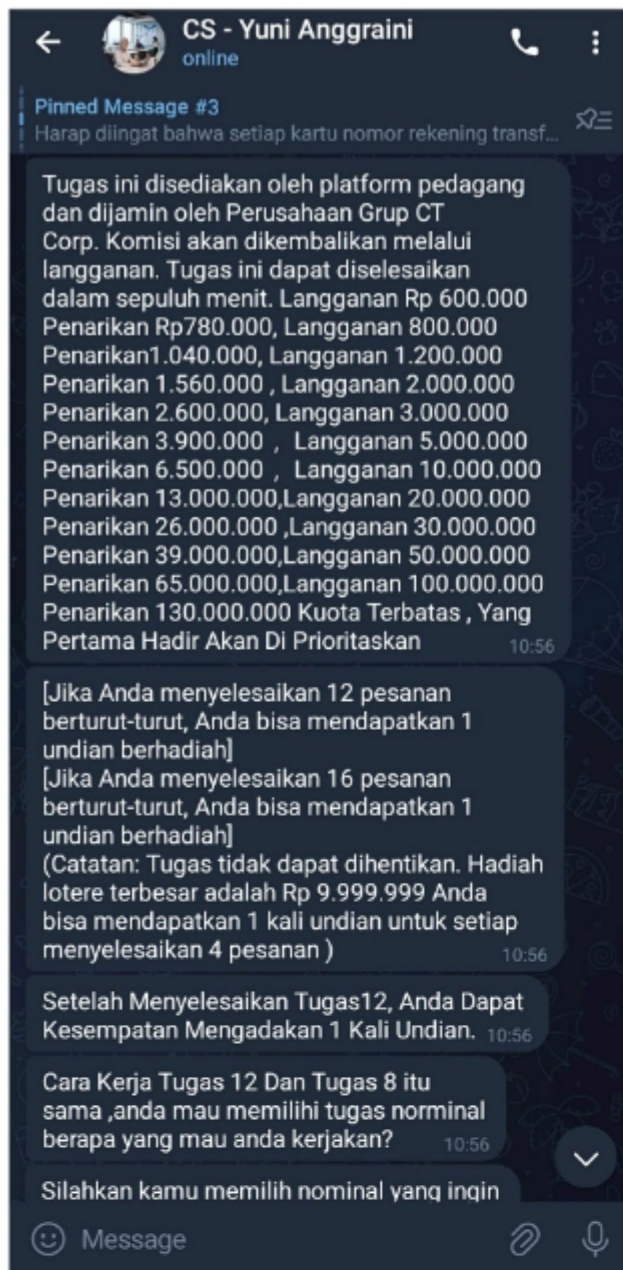 CS - Yuni Anggraini
online
Pinned Message #3
Harap diingat bahwa setiap kartu nomor rekening transf...
Tugas ini disediakan oleh platform pedagang
dan dijamin oleh Perusahaan Grup CT
Corp. Komisi akan dikembalikan melalui
langganan. Tugas ini dapat diselesaikan
dalam sepuluh menit. Langganan Rp 600.000
Penarikan Rp780.000, Langganan 800.000
Penarikan1.040.000, Langganan 1.200.000
Penarikan 1.560.000 , Langganan 2.000.000
Penarikan 2.600.000, Langganan 3.000.000
Penarikan 3.900.000 , Langganan 5.000.000
Penarikan 6.500.000 , Langganan 10.000.000
Penarikan 13.000.000,Langganan 20.000.000
Penarikan 26.000.000 ,Langganan 30.000.000
Penarikan 39.000.000,Langganan 50.000.000
Penarikan 65.000.000,Langganan 100.000.000
Penarikan 130.000.000 Kuota Terbatas , Yang
Pertama Hadir Akan Di Prioritaskan 10:56
[Jika Anda menyelesaikan 12 pesanan
berturut-turut, Anda bisa mendapatkan 1
undian berhadiah]
[Jika Anda menyelesaikan 16 pesanan
berturut-turut, Anda bisa mendapatkan 1
undian berhadiah]
(Catatan: Tugas tidak dapat dihentikan. Hadiah
lotere terbesar adalah Rp 9.999.999 Anda
bisa mendapatkan 1 kali undian untuk setiap
menyelesaikan 4 pesanan ) 10:56
Setelah Menyelesaikan Tugas12, Anda Dapat
Kesempatan Mengadakan 1 Kali Undian. 10:56
Cara Kerja Tugas 12 Dan Tugas 8 itu
sama ,anda mau memilihi tugas norminal
berapa yang mau anda kerjakan? 10:56
Silahkan kamu memilih nominal yang ingin
Message